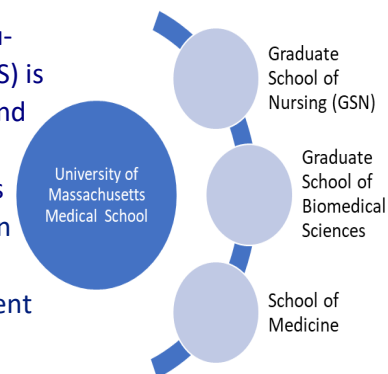 S) is
nd
s
n
ent
University of
Massachusetts
Medical School
Graduate
School of
Nursing (GSN)
Graduate
School of
Biomedical
Sciences
School of
Medicine